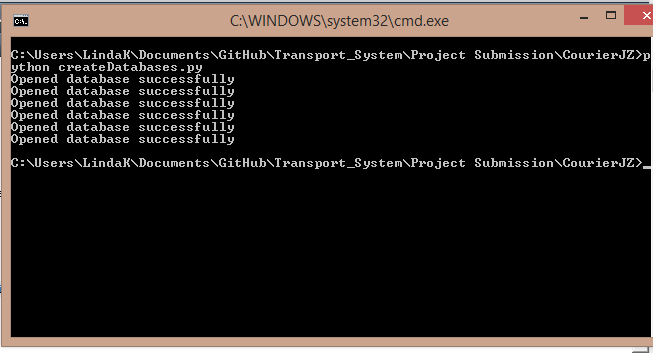 C:\WINDOWS\system32\cmd.exe
C:\Users\LindaK\Documents\GitHub\Transport_System\Project Submission\CourierJZ>p
ython createDatabases.py
Opened database successfully
Opened database successfully
Opened database successfully
Opened database successfully
Opened database successfully
Opened database successfully
C:\Users\LindaK\Documents\GitHub\Transport_System\Project Submission\CourierJZ>_